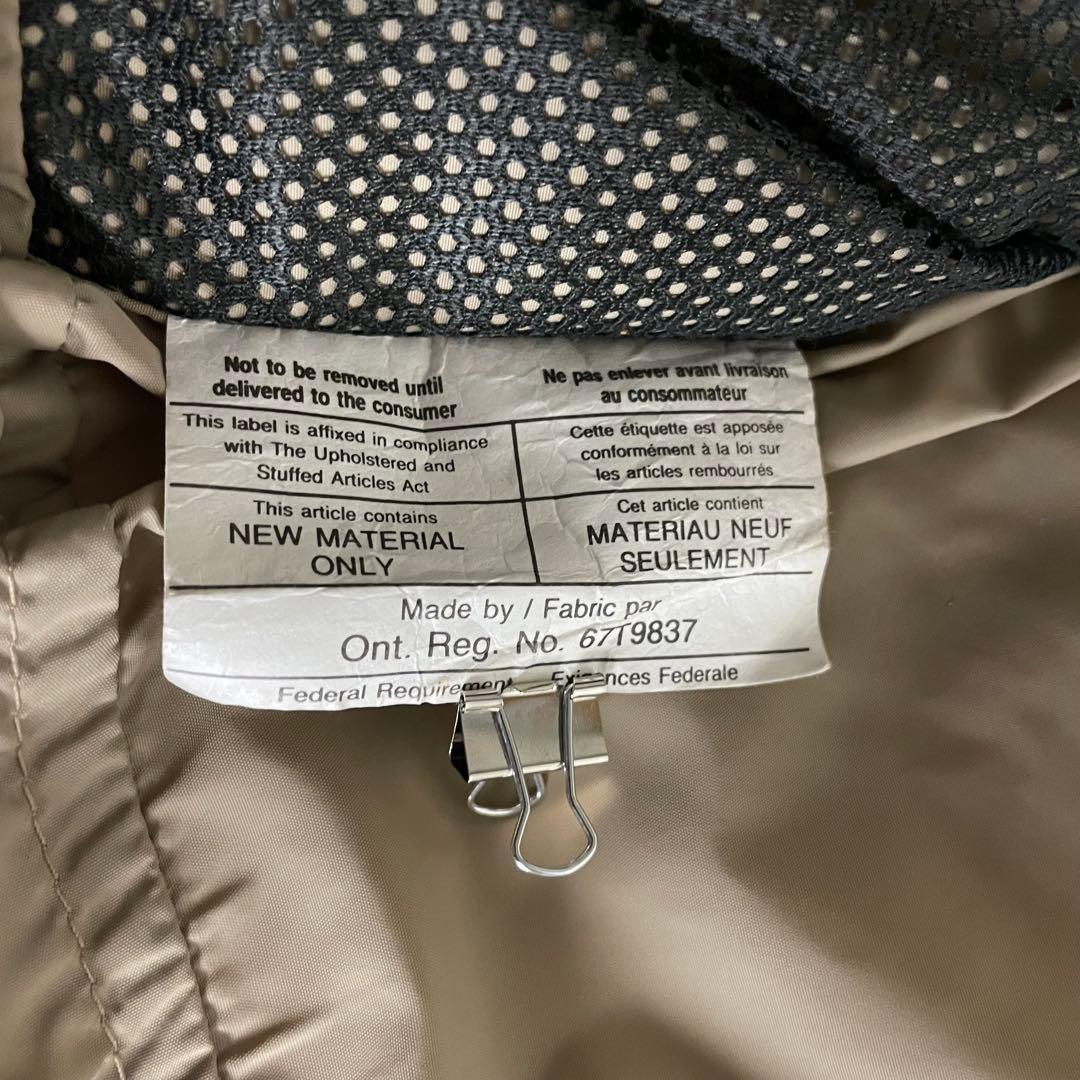 Not to be removed until
delivered to the consumer
Ne pas enlever avant livraison
au consommateur
This label is affixed in compliance
with The Upholstered and
Stuffed Articles Act
Cette étiquette est apposée
conformément à la loi sur
les articles rembourrés
This article contains
NEW MATERIAL
ONLY
Cet article contient
MATERIAU NEUF
SEULEMENT
Made by / Fabric par
Ont. Reg. No. 67T9837
Federal Requirement
Federale